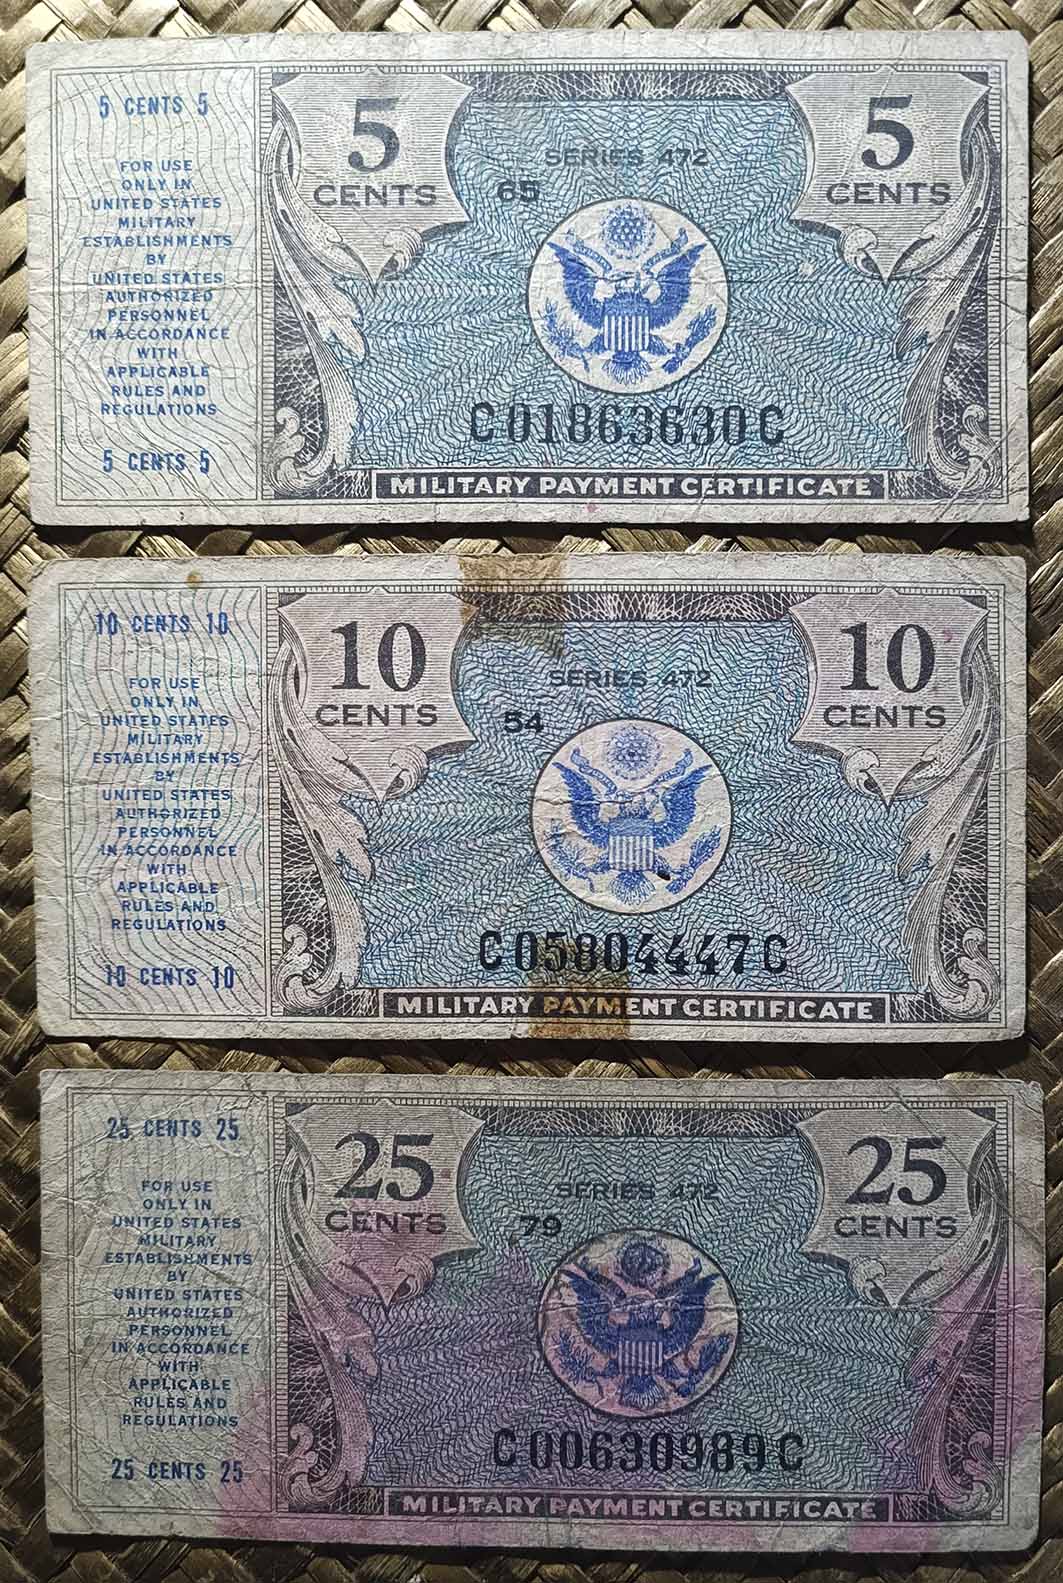 5 CENTS 5
FOR USE
ONLY IN
UNITED STATES
MILITARY
ESTABLISHMENTS
BY
UNITED STATES
AUTHORIZED
PERSONNEL
IN ACCORDANCE
WITH
APPLICABLE
RULES AND
REGULATIONS
5 CENTS 5
5
CENTS
SERIES 472
65
5
CENTS
C01863630C
MILITARY PAYMENT CERTIFICATE
10 CENTS 10
FOR USE
ONLY IN
UNITED STATES
MILITARY
ESTABLISHMENTS
BY
UNITED STATES
AUTHORIZED
PERSONNEL
IN ACCORDANCE
WITH
APPLICABLE
RULES AND
REGULATIONS
10 CENTS 10
10
CENTS
SERIES 472
54
10
CENTS
C05804447C
MILITARY PAYMENT CERTIFICATE
25 CENTS 25
FOR USE
ONLY IN
UNITED STATES
MILITARY
ESTABLISHMENTS
BY
UNITED STATES
AUTHORIZED
PERSONNEL
IN ACCORDANCE
WITH
APPLICABLE
RULES AND
REGULATIONS
25 CENTS 25
25
CENTS
SERIES 472
79
25
CENTS
C00630989C
MILITARY PAYMENT CERTIFICATE